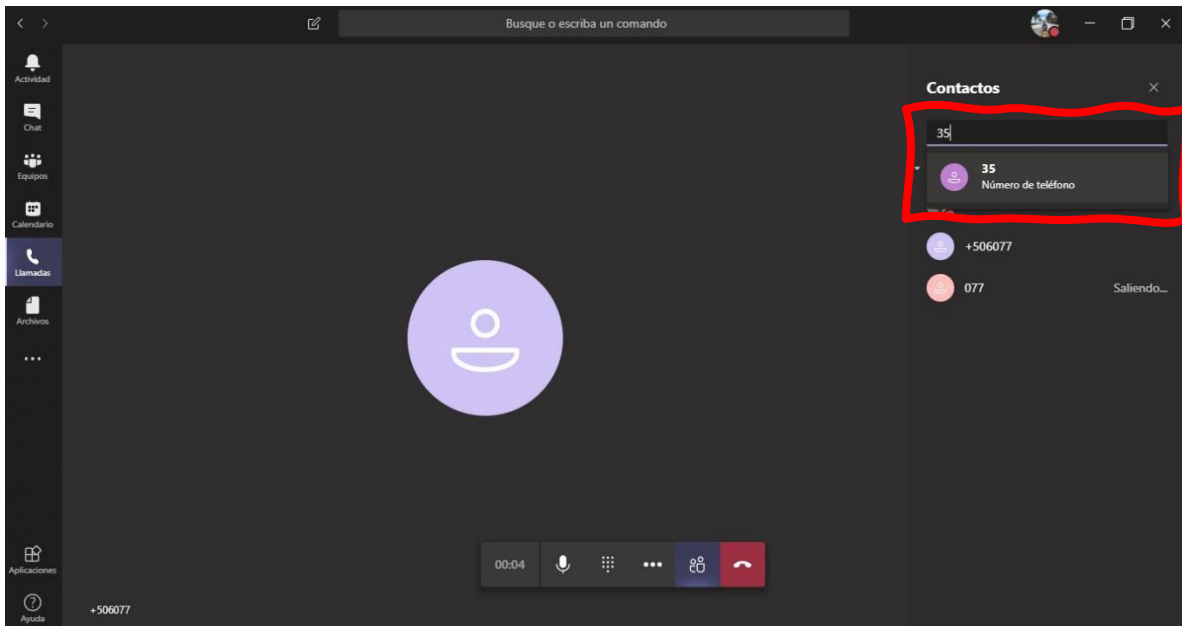 Busque o escriba un comando
Actividad
Chat
Equipos
Calendario
Llamadas
Archivos
Aplicaciones
Ayuda
Contactos
35
35
Número de teléfono
+506077
077 Saliendo...
00:04
+506077